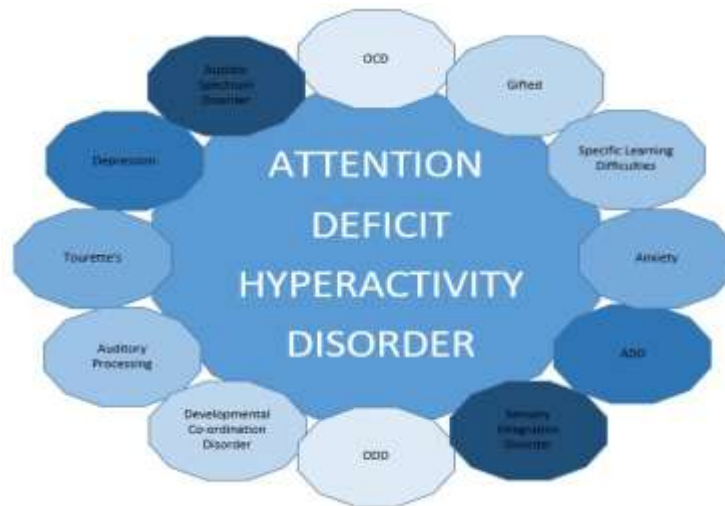 OCD
Gifted
Specific Learning
Difficulties
Anxiety
ADD
Sensory
Integration
Disorder
ODD
Developmental
Co-ordination
Disorder
Auditory
Processing
Tourette's
Depression
Autistic
Spectrum
Disorder
ATTENTION
DEFICIT
HYPERACTIVITY
DISORDER